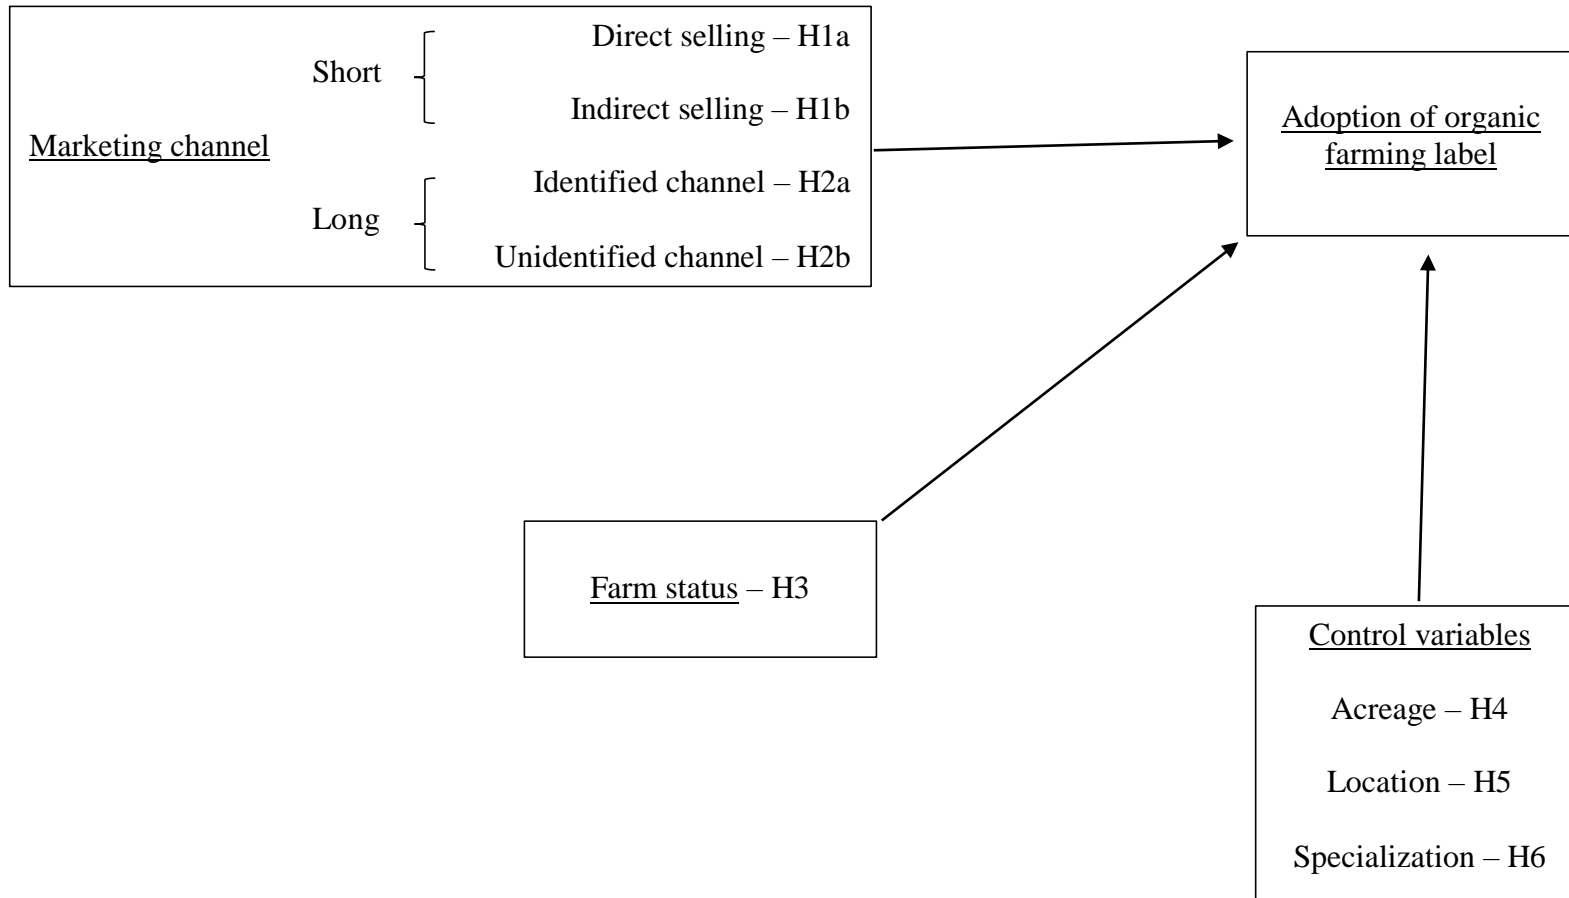 Direct selling – H1a
Short
Indirect selling – H1b
Marketing channel
Identified channel – H2a
Long
Unidentified channel – H2b
Adoption of organic
farming label
Farm status – H3
Control variables
Acreage – H4
Location – H5
Specialization – H6